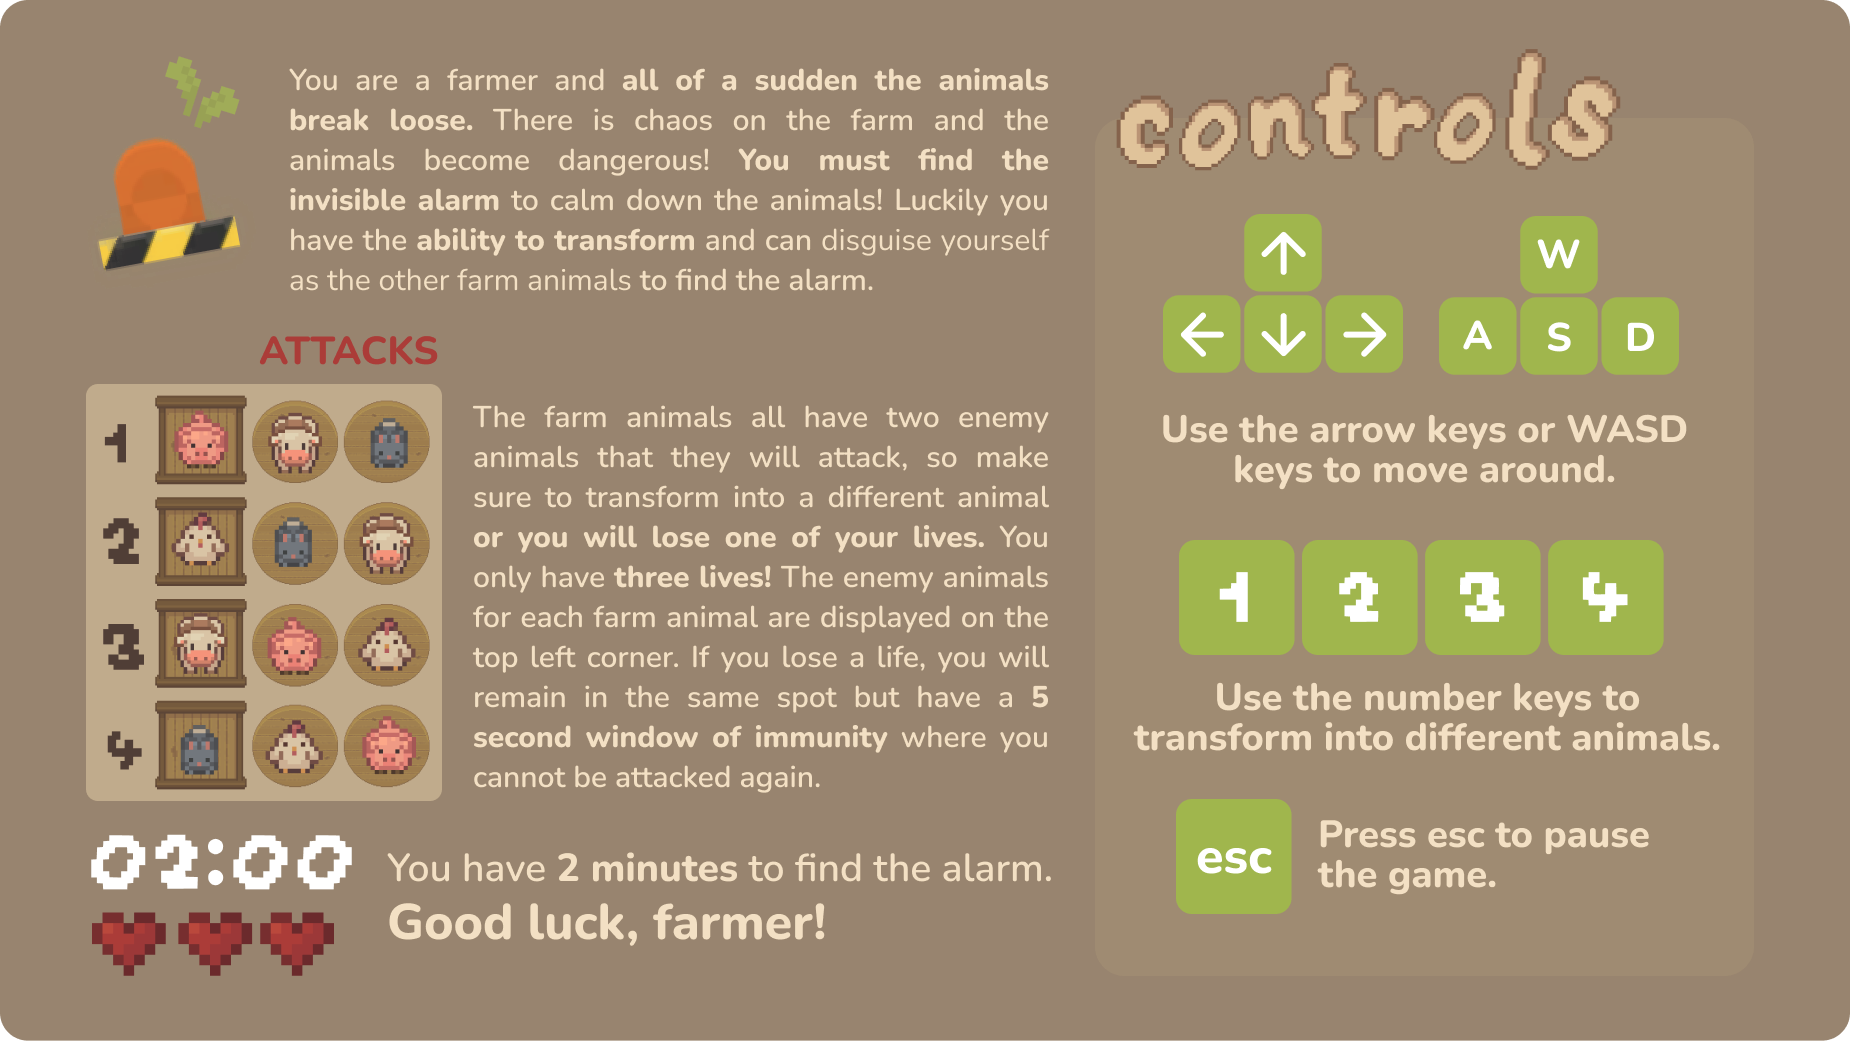 You are a farmer and all of a sudden the animals
break loose. There is chaos on the farm and the
animals become dangerous! You must find the
invisible alarm to calm down the animals! Luckily you
have the ability to transform and can disguise yourself
as the other farm animals to find the alarm.
ATTACKS
1
2
3
4
The farm animals all have two enemy
animals that they will attack, so make
sure to transform into a different animal
or you will lose one of your lives. You
only have three lives! The enemy animals
for each farm animal are displayed on the
top left corner. If you lose a life, you will
remain in the same spot but have a 5
second window of immunity where you
cannot be attacked again.
02:00
You have 2 minutes to find the alarm.
Good luck, farmer!
controls
W
A S D
Use the arrow keys or WASD
keys to move around.
1 2 3 4
Use the number keys to
transform into different animals.
esc
Press esc to pause
the game.